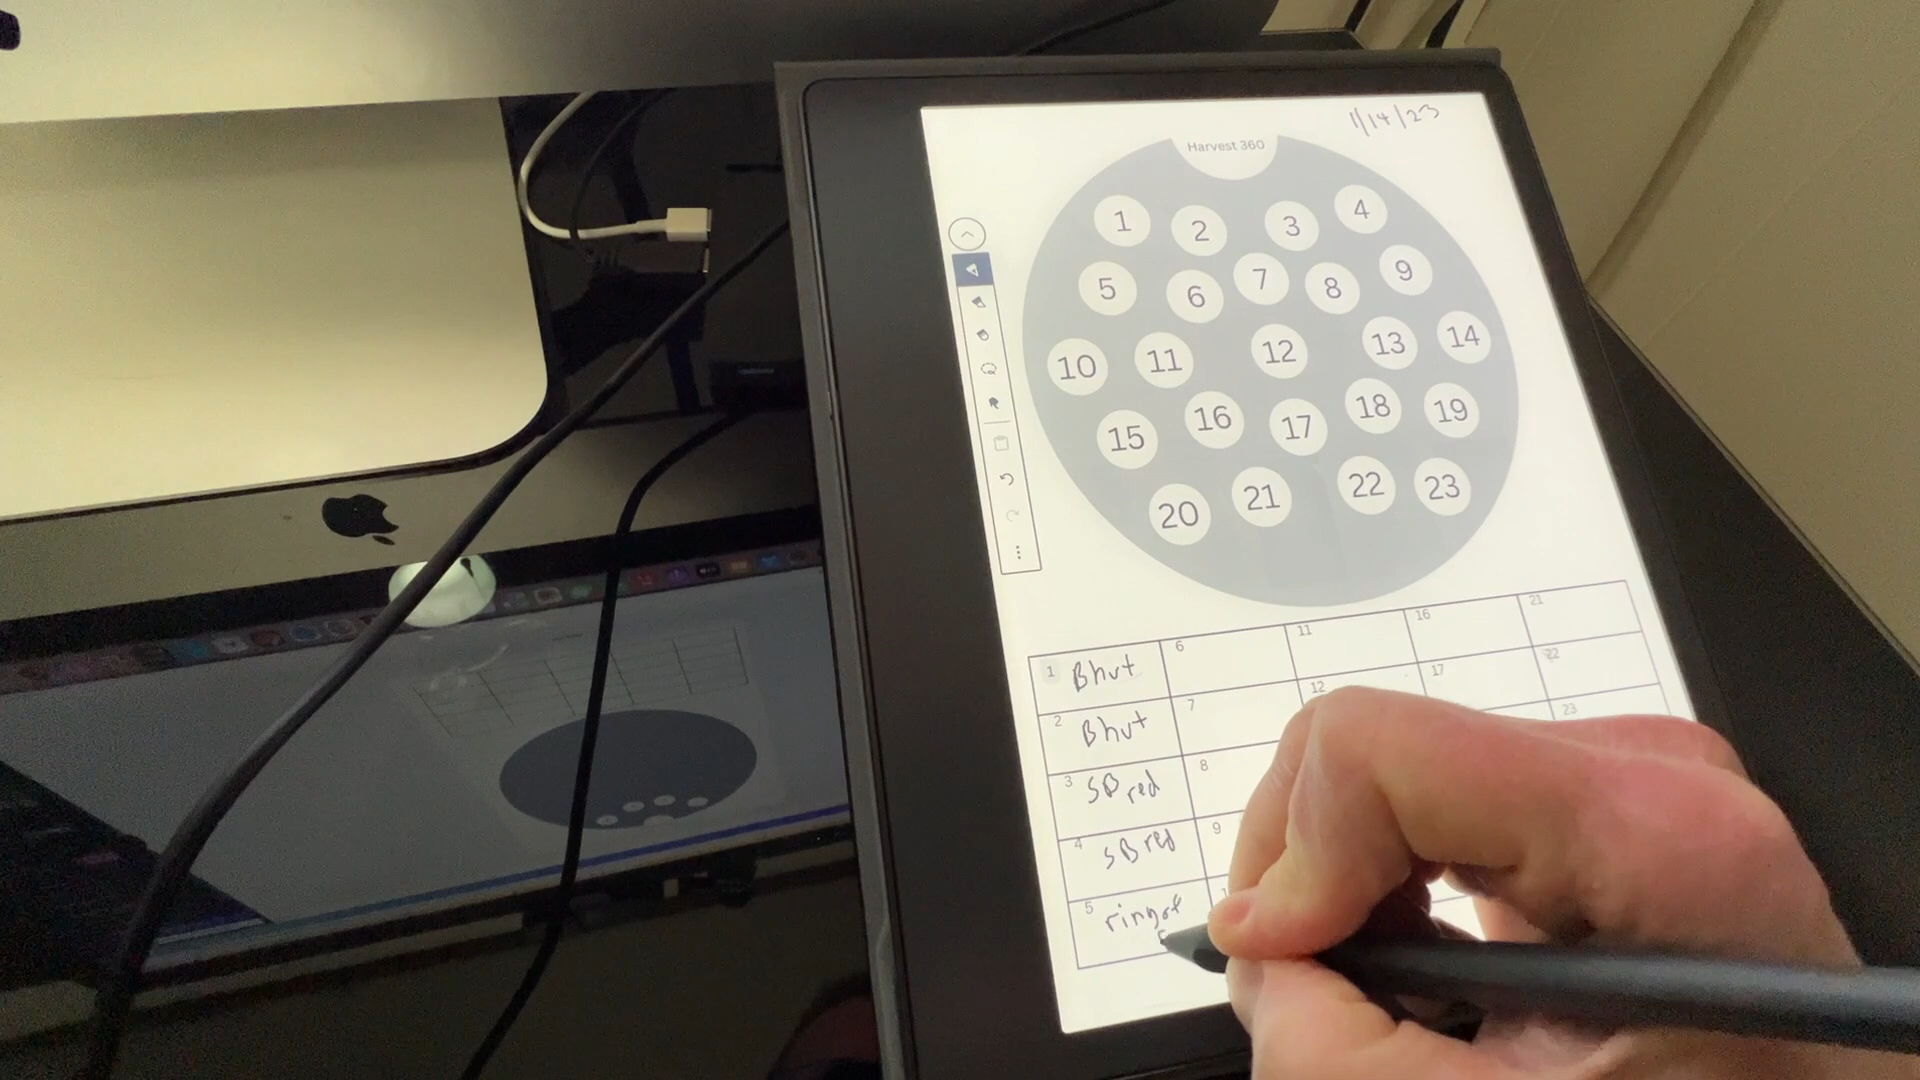 1/14/23
Harvest 360
1 2 3 4
5 6 7 8 9
10 11 12 13 14
15 16 17 18 19
20 21 22 23
1 Bhut 6 11 16 21
2 Bhut 7 12 17 22
3 SB red 8 23
4 SB red 9
5 ring of